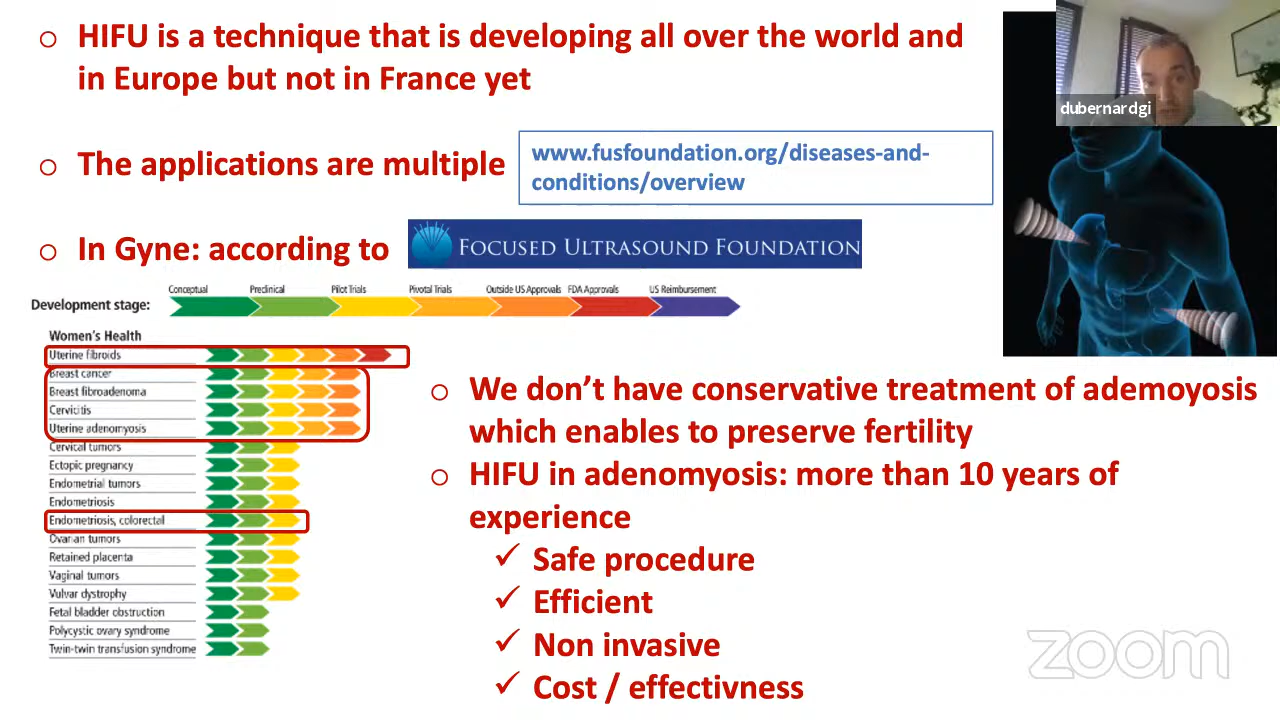 HIFU is a technique that is developing all over the world and
in Europe but not in France yet
dubernardgi
The applications are multiple
www.fusfoundation.org/diseases-and-
conditions/overview
In Gyne: according to
FOCUSED ULTRASOUND FOUNDATION
Development stage:
Conceptual
Preclinical
Pilot Trials
Pivotal Trials
Outside US Approvals
FDA Approvals
US Reimbursement
Women's Health
Uterine fibroids
Breast cancer
Breast fibroadenoma
Cervicitis
Uterine adenomyosis
Cervical tumors
Ectopic pregnancy
Endometrial tumors
Endometriosis
Endometriosis, colorectal
Ovarian tumors
Retained placenta
Vaginal tumors
Vulvar dystrophy
Fetal bladder obstruction
Polycystic ovary syndrome
Twin-twin transfusion syndrome
We don't have conservative treatment of ademoyosis
which enables to preserve fertility
HIFU in adenomyosis: more than 10 years of
experience
Safe procedure
Efficient
Non invasive
Cost / effectivness
zoom